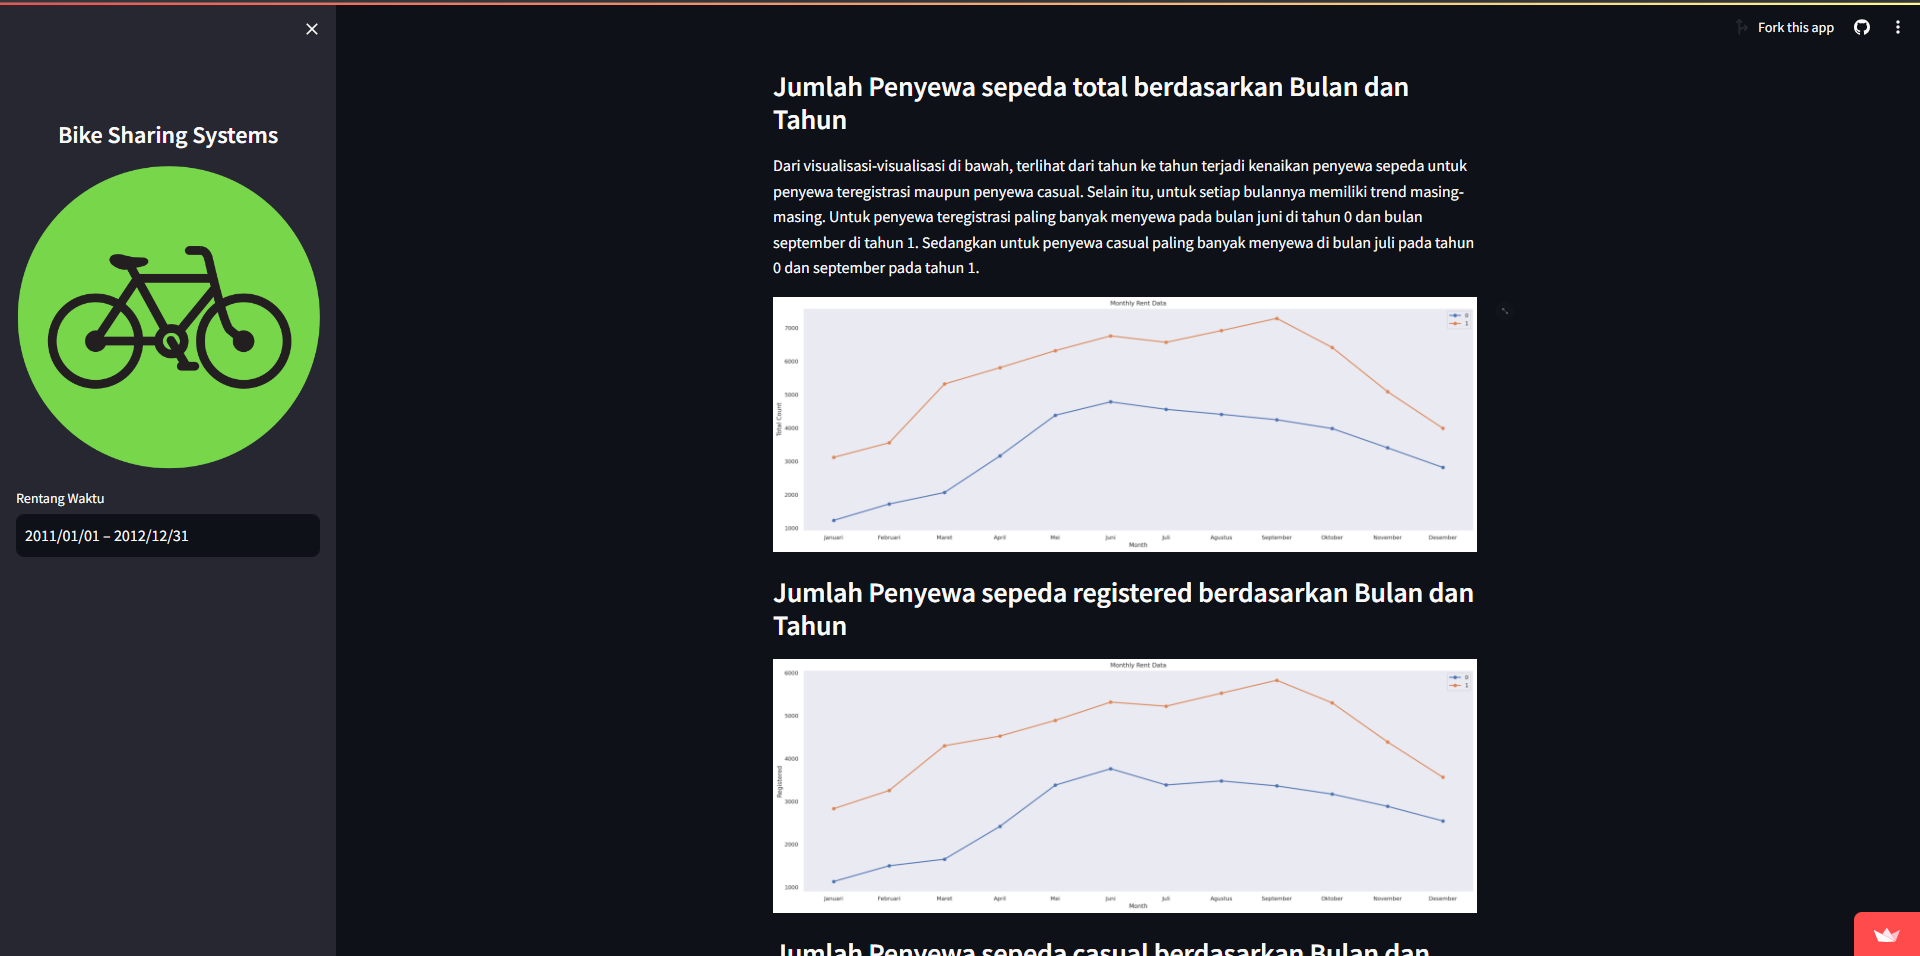 Fork this app
Bike Sharing Systems
Rentang Waktu
2011/01/01 – 2012/12/31
Jumlah Penyewa sepeda total berdasarkan Bulan dan
Tahun
Dari visualisasi-visualisasi di bawah, terlihat dari tahun ke tahun terjadi kenaikan penyewa sepeda untuk
penyewa teregistrasi maupun penyewa casual. Selain itu, untuk setiap bulannya memiliki trend masing-
masing. Untuk penyewa teregistrasi paling banyak menyewa pada bulan juni di tahun 0 dan bulan
september di tahun 1. Sedangkan untuk penyewa casual paling banyak menyewa di bulan juli pada tahun
0 dan september pada tahun 1.
Monthly Rent Data
0
1
7000
6000
5000
4000
3000
2000
1000
Total Count
Januari Februari Maret April Mei Juni Juli Agustus September Oktober November Desember
Month
Jumlah Penyewa sepeda registered berdasarkan Bulan dan
Tahun
Monthly Rent Data
0
1
6000
5000
4000
3000
2000
1000
Registered
Januari Februari Maret April Mei Juni Juli Agustus September Oktober November Desember
Month
Jumlah Penyewa sepeda casual berdasarkan Bulan dan